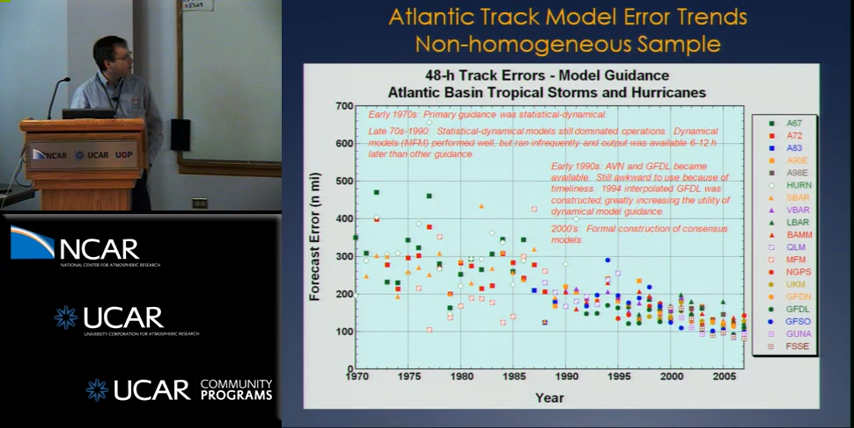 Atlantic Track Model Error Trends
Non-homogeneous Sample
48-h Track Errors - Model Guidance
Atlantic Basin Tropical Storms and Hurricanes
Early 1970s: Primary guidance was statistical-dynamical.
Late 70s-1990: Statistical-dynamical models still dominated operations. Dynamical
models (MFM) performed well, but ran infrequently and output was available 6-12 h
later than other guidance.
Early 1990s: AVN and GFDL became
available. Still awkward to use because of
timeliness. 1994 interpolated GFDL was
constructed, greatly increasing the utility of
dynamical model guidance.
2000's: Formal construction of consensus
models.
Forecast Error (n mi)
700
600
500
400
300
200
100
0
1970
1975
1980
1985
1990
1995
2000
2005
Year
A67
A72
A83
A90E
A98E
HURN
SBAR
VBAR
LBAR
BAMM
QLM
MFM
NGPS
UKM
GFDN
GFDL
GFSO
GUNA
FSSE
NCAR
UCAR
UOP
NCAR
NATIONAL CENTER FOR ATMOSPHERIC RESEARCH
UCAR
UNIVERSITY CORPORATION FOR ATMOSPHERIC RESEARCH
UCAR
COMMUNITY
PROGRAMS